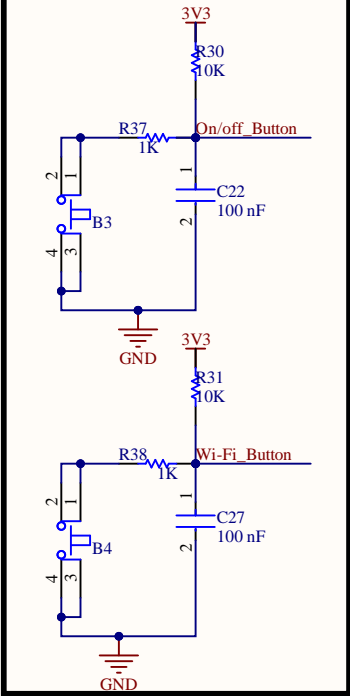 3V3
R30
10K
R37
On/off_Button
1K
2
1
1
C22
100 nF
B3
2
4
3
GND
3V3
R31
10K
R38
Wi-Fi_Button
1K
2
1
1
C27
100 nF
B4
2
4
3
GND